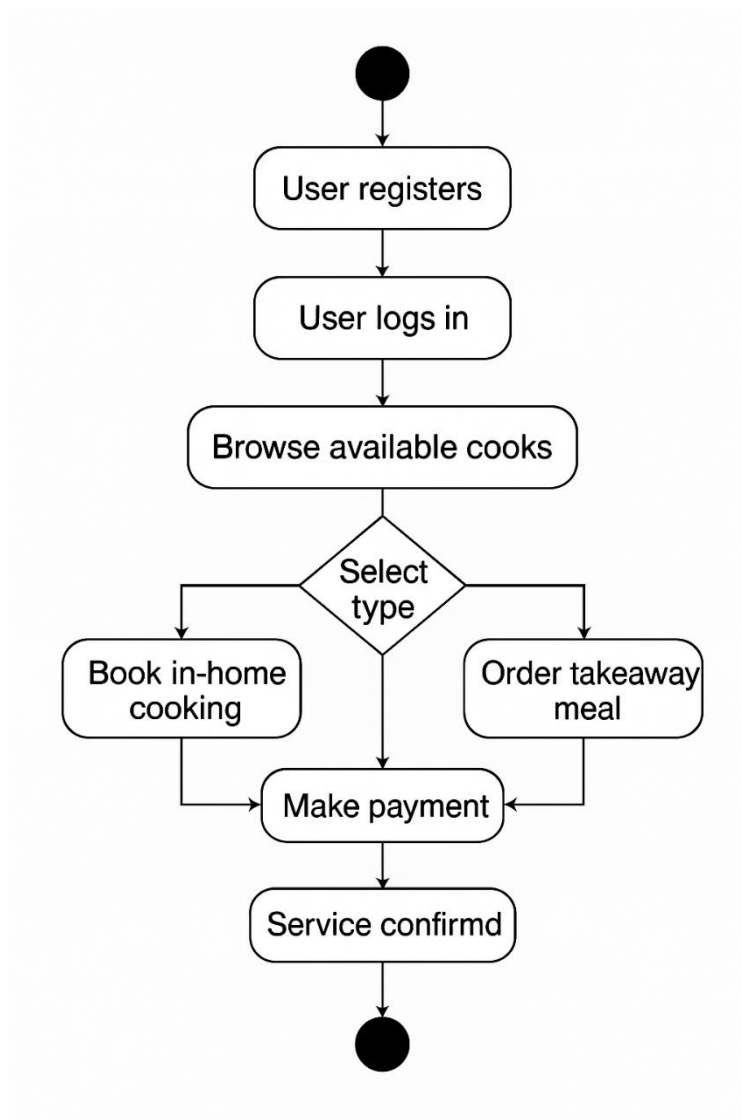 User registers
User logs in
Browse available cooks
Select
type
Book in-home
cooking
Order takeaway
meal
Make payment
Service confirmd